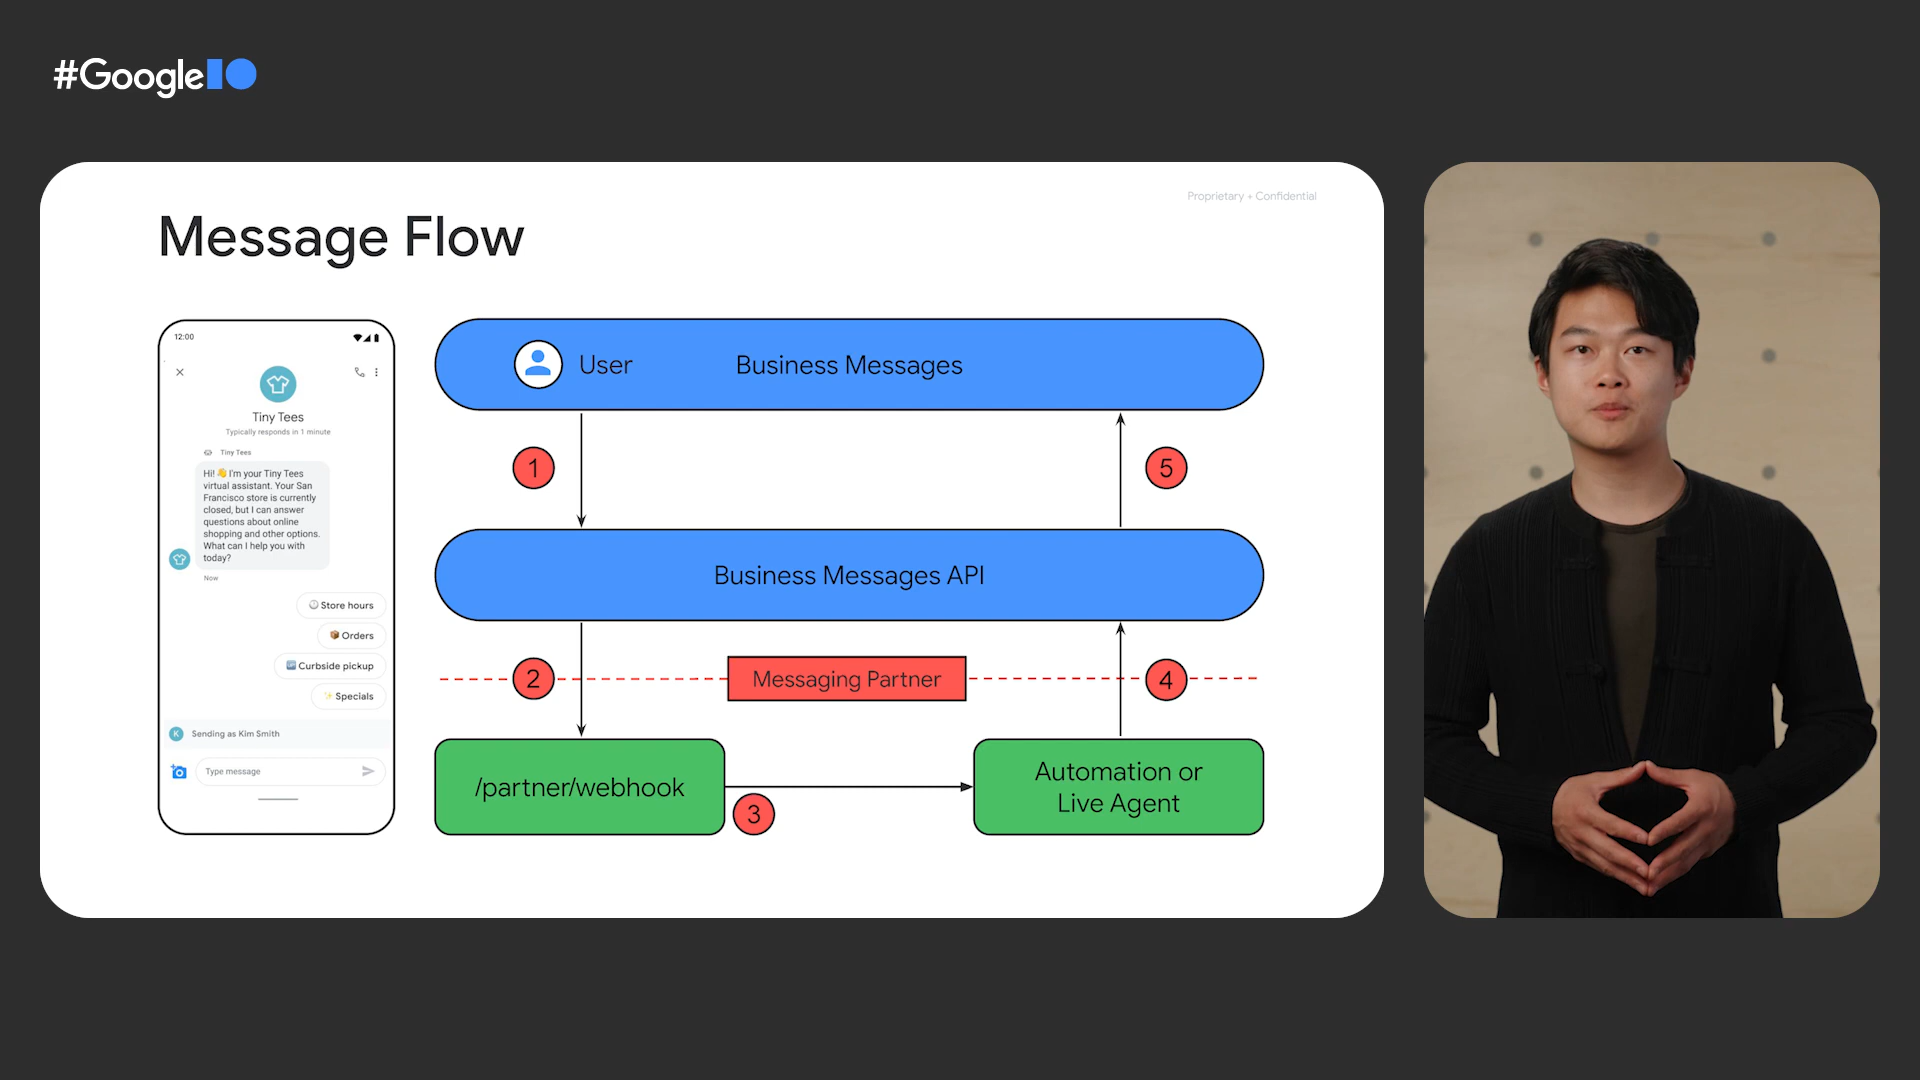 #GoogleIO
Proprietary + Confidential
Message Flow
12:00
Tiny Tees
Typically responds in 1 minute
Tiny Tees
Hi! 👋 I'm your Tiny Tees
virtual assistant. Your San
Francisco store is currently
closed, but I can answer
questions about online
shopping and other options.
What can I help you with
today?
Now
Store hours
Orders
Curbside pickup
Specials
K
Sending as Kim Smith
Type message
User
Business Messages
1
5
Business Messages API
2
Messaging Partner
4
/partner/webhook
3
Automation or
Live Agent